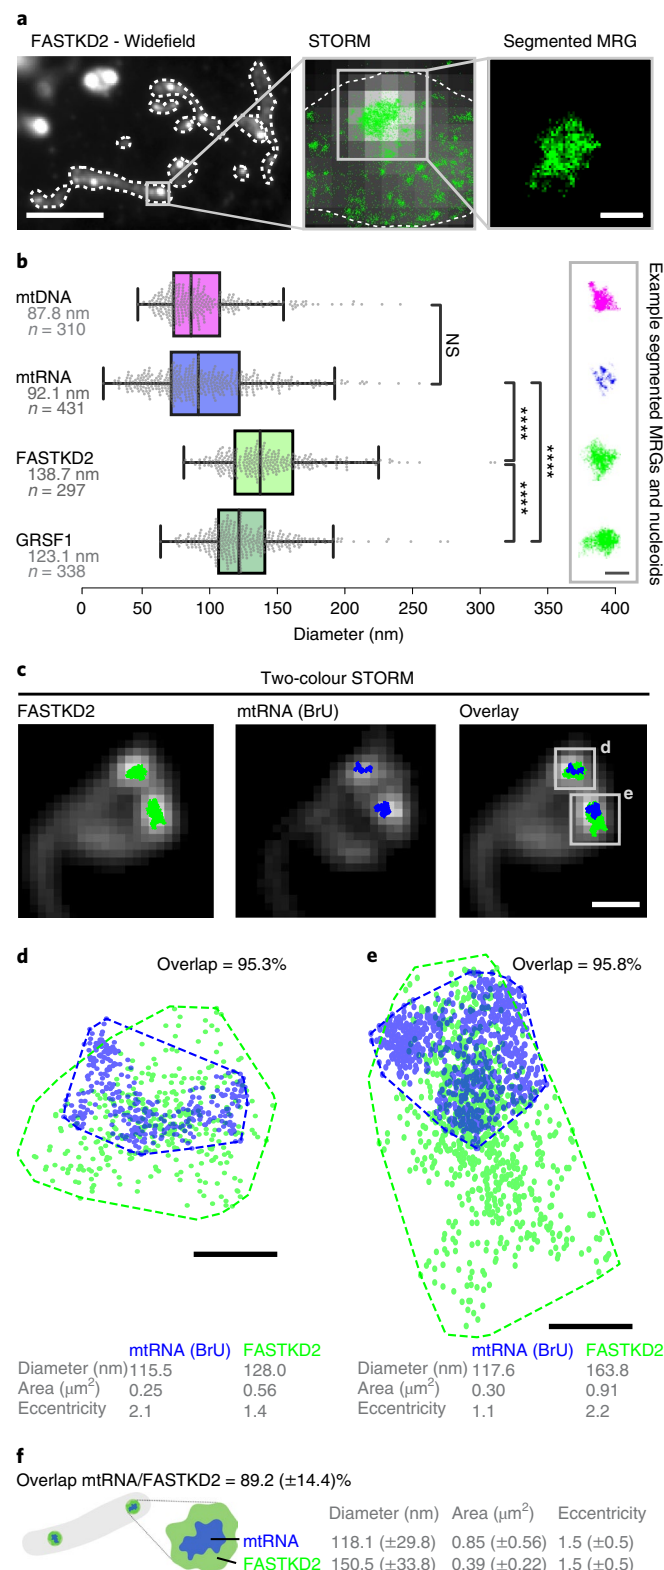 a
FASTKD2 - Widefield
STORM
Segmented MRG
b
mtDNA
87.8 nm
n = 310
mtRNA
92.1 nm
n = 431
FASTKD2
138.7 nm
n = 297
GRSF1
123.1 nm
n = 338
NS
****
****
****
Example segmented MRGs and nucleoids
0 50 100 150 200 250 300 350 400
Diameter (nm)
c
Two-colour STORM
FASTKD2
mtRNA (BrU)
Overlay
d
e
d
Overlap = 95.3%
mtRNA (BrU) FASTKD2
Diameter (nm) 115.5 128.0
Area (μm²) 0.25 0.56
Eccentricity 2.1 1.4
e
Overlap = 95.8%
mtRNA (BrU) FASTKD2
Diameter (nm) 117.6 163.8
Area (μm²) 0.30 0.91
Eccentricity 1.1 2.2
f
Overlap mtRNA/FASTKD2 = 89.2 (±14.4)%
Diameter (nm) Area (μm²) Eccentricity
mtRNA 118.1 (±29.8) 0.85 (±0.56) 1.5 (±0.5)
FASTKD2 150.5 (±33.8) 0.39 (±0.22) 1.5 (±0.5)